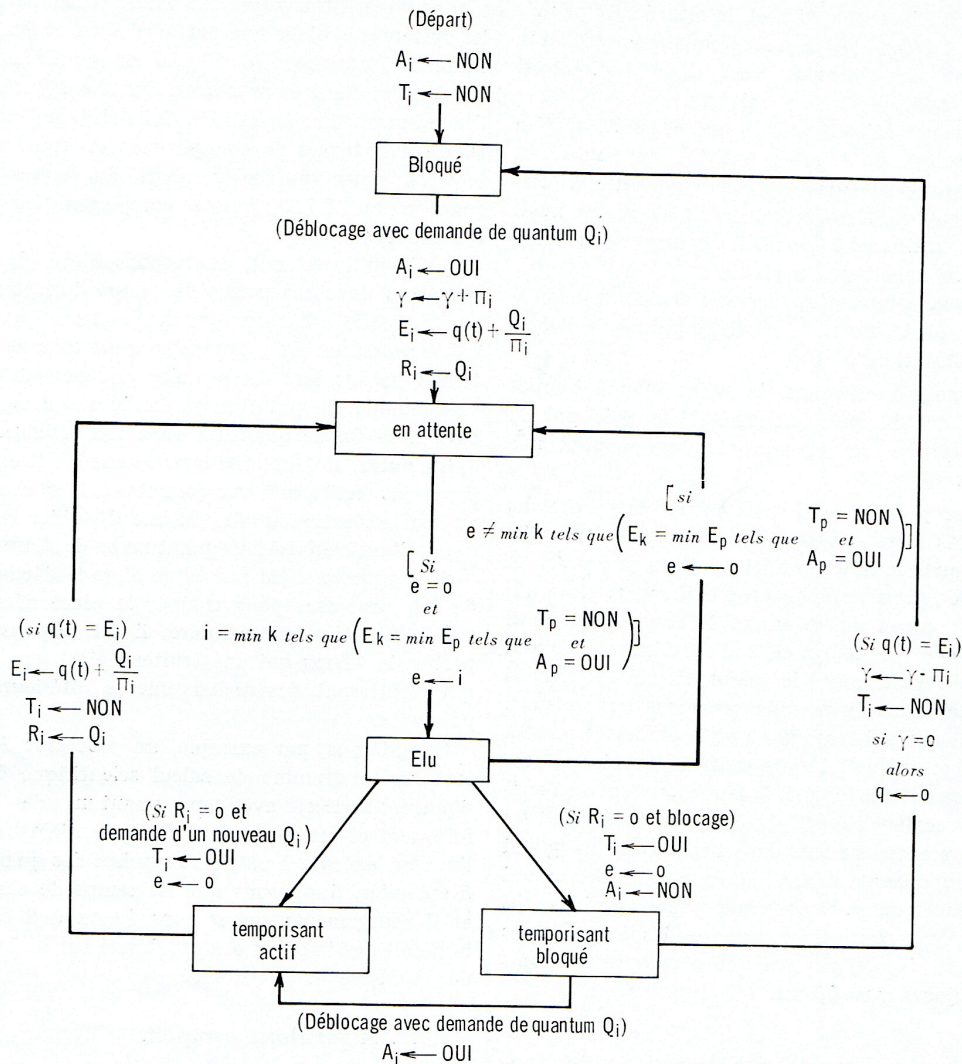 (Départ)
Ai ← NON
Ti ← NON
Bloqué
(Déblocage avec demande de quantum Qi)
Ai ← OUI
γ ← γ + Πi
Ei ← q(t) + Qi/Πi
Ri ← Qi
en attente
[si
e ≠ min k tels que (Ek = min Ep tels que Tp = NON et Ap = OUI)]
e ← o
[Si
e = o
et
i = min k tels que (Ek = min Ep tels que Tp = NON et Ap = OUI)]
e ← i
(si q(t) = Ei)
Ei ← q(t) + Qi/Πi
Ti ← NON
Ri ← Qi
(Si q(t) = Ei)
γ ← γ - Πi
Ti ← NON
si γ = o
alors
q ← o
Elu
(Si Ri = o et
demande d'un nouveau Qi)
Ti ← OUI
e ← o
(Si Ri = o et blocage)
Ti ← OUI
e ← o
Ai ← NON
temporisant
actif
temporisant
bloqué
(Déblocage avec demande de quantum Qi)
Ai ← OUI